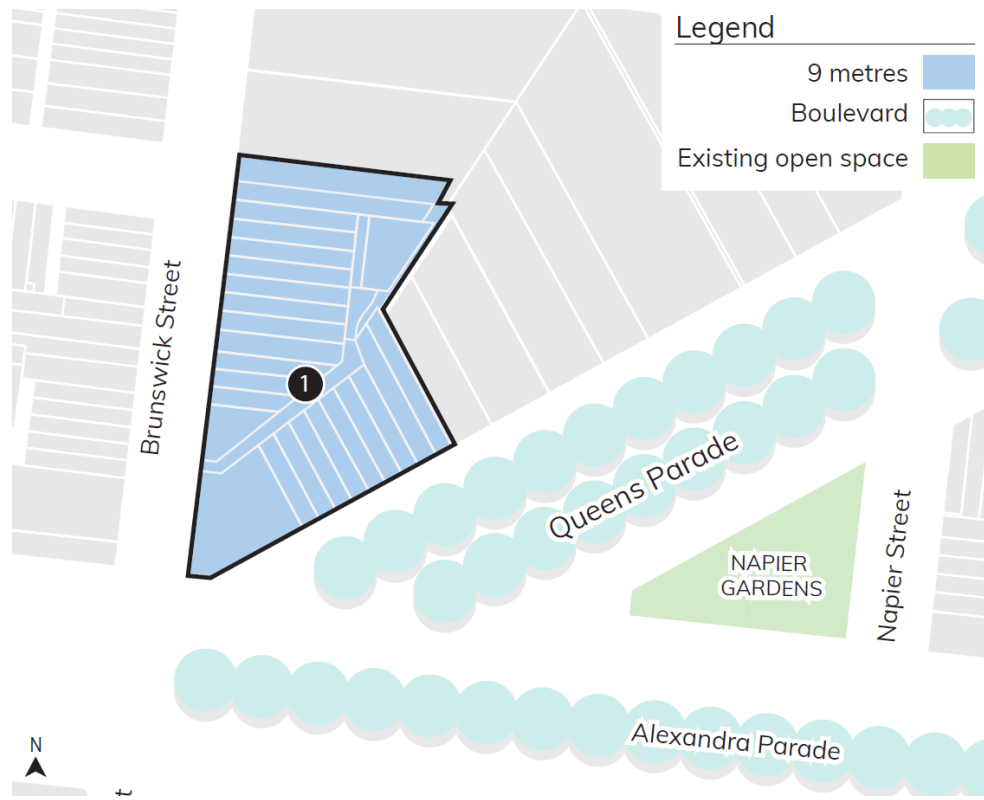 Legend
9 metres
Boulevard
Existing open space
Brunswick Street
1
Queens Parade
NAPIER
GARDENS
Napier Street
Alexandra Parade
N